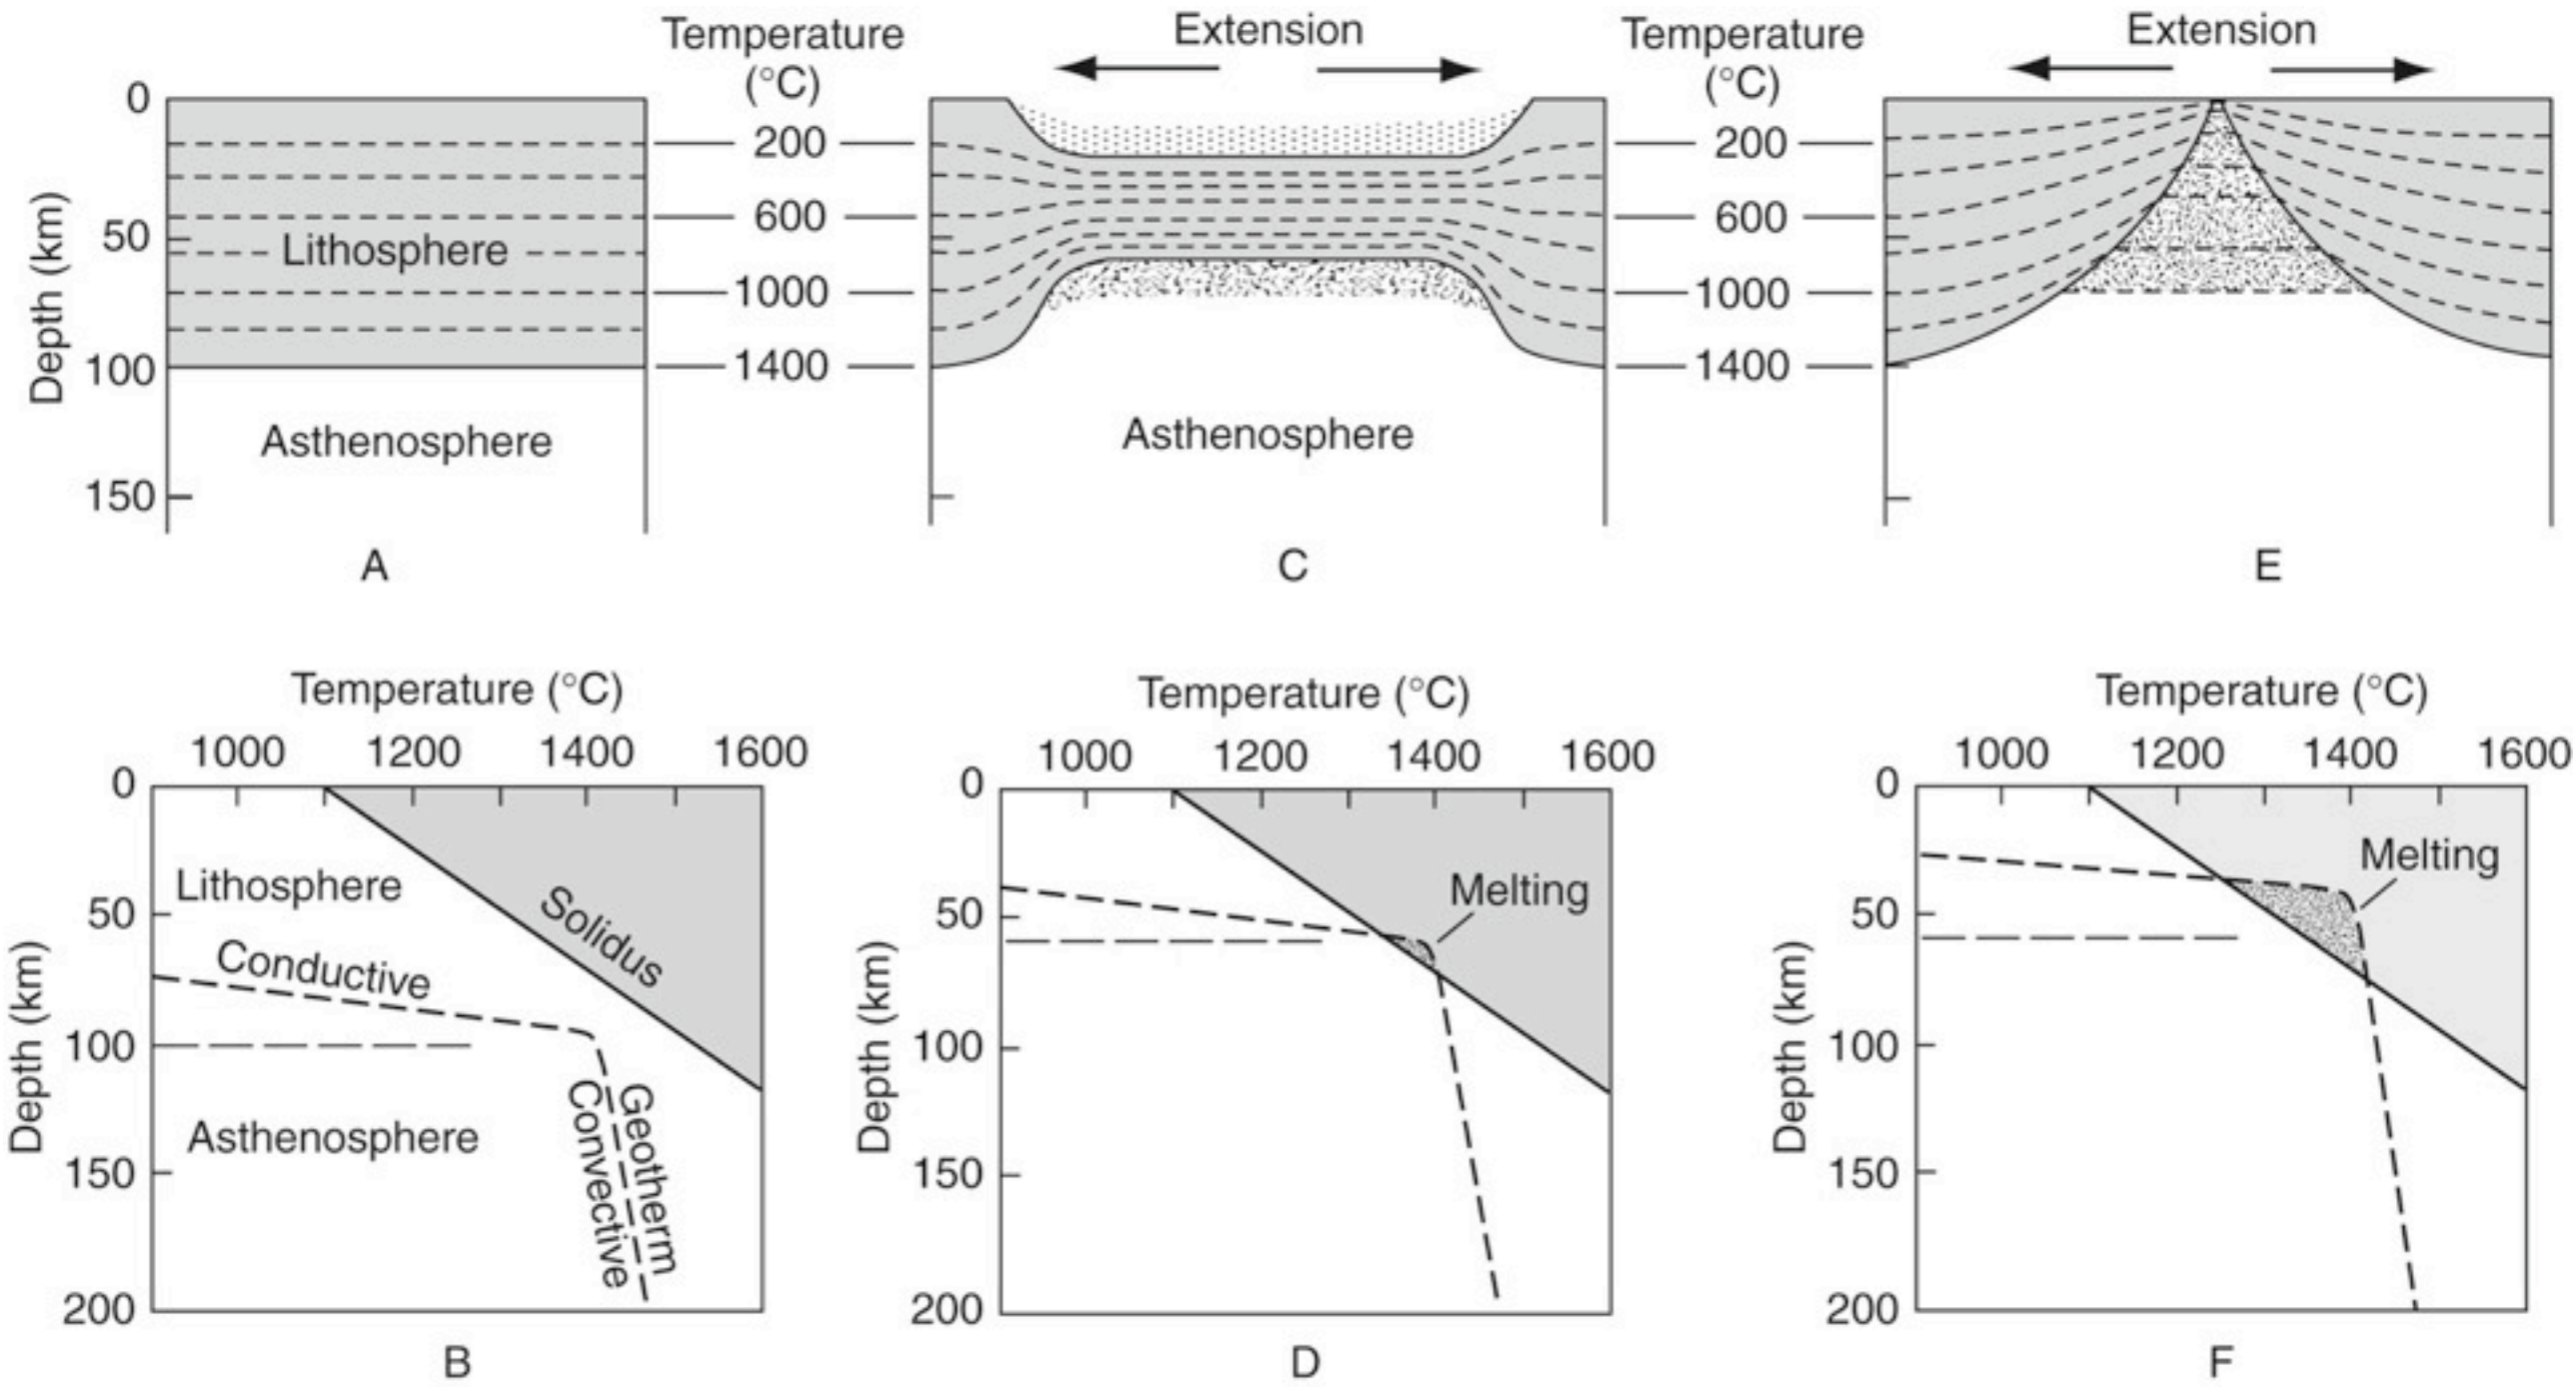 Temperature
(°C)
Extension
Temperature
(°C)
Extension
0
50
100
150
Depth (km)
Lithosphere
Asthenosphere
200
600
1000
1400
Asthenosphere
200
600
1000
1400
A
C
E
Temperature (°C)
1000 1200 1400 1600
0
50
100
150
200
Depth (km)
Lithosphere
Solidus
Conductive
Asthenosphere
Geotherm
Convective
B
Temperature (°C)
1000 1200 1400 1600
0
50
100
150
200
Depth (km)
Melting
D
Temperature (°C)
1000 1200 1400 1600
0
50
100
150
200
Depth (km)
Melting
F